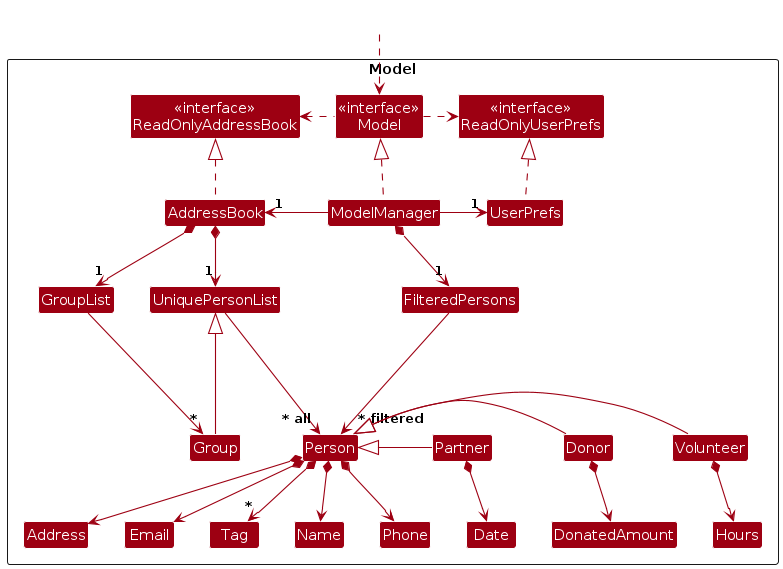 Model
«interface»
ReadOnlyAddressBook
«interface»
Model
«interface»
ReadOnlyUserPrefs
AddressBook
1
ModelManager
1
UserPrefs
1
1
1
GroupList
UniquePersonList
FilteredPersons
*
* all
* filtered
Group
Person
Partner
Donor
Volunteer
*
Address
Email
Tag
Name
Phone
Date
DonatedAmount
Hours